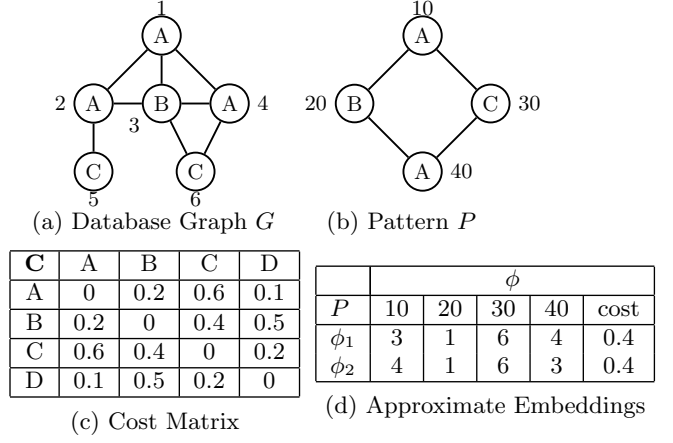 1
10
A
A
2 A B A 4
20 B C 30
3
C C
A 40
5 6
(a) Database Graph G
(b) Pattern P
C A B C D
A 0 0.2 0.6 0.1
B 0.2 0 0.4 0.5
C 0.6 0.4 0 0.2
D 0.1 0.5 0.2 0
(c) Cost Matrix
ϕ
P 10 20 30 40 cost
ϕ1 3 1 6 4 0.4
ϕ2 4 1 6 3 0.4
(d) Approximate Embeddings